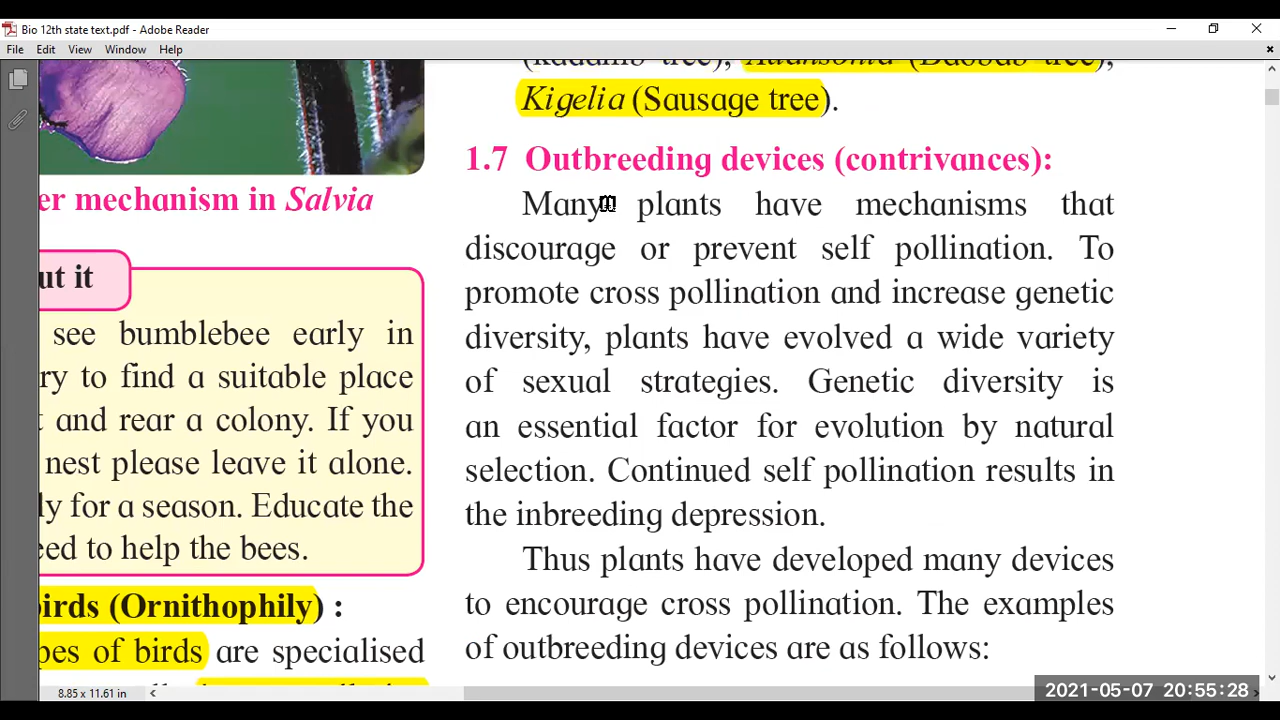 Bio 12th state text.pdf - Adobe Reader
File Edit View Window Help
er mechanism in Salvia
ut it
see bumblebee early in
ry to find a suitable place
t and rear a colony. If you
nest please leave it alone.
ly for a season. Educate the
eed to help the bees.
birds (Ornithophily) :
pes of birds are specialised
(kadamb tree), Adansonia (Baobab tree),
Kigelia (Sausage tree).
1.7 Outbreeding devices (contrivances):
Many plants have mechanisms that
discourage or prevent self pollination. To
promote cross pollination and increase genetic
diversity, plants have evolved a wide variety
of sexual strategies. Genetic diversity is
an essential factor for evolution by natural
selection. Continued self pollination results in
the inbreeding depression.
Thus plants have developed many devices
to encourage cross pollination. The examples
of outbreeding devices are as follows:
8.85 x 11.61 in
2021-05-07 20:55:28